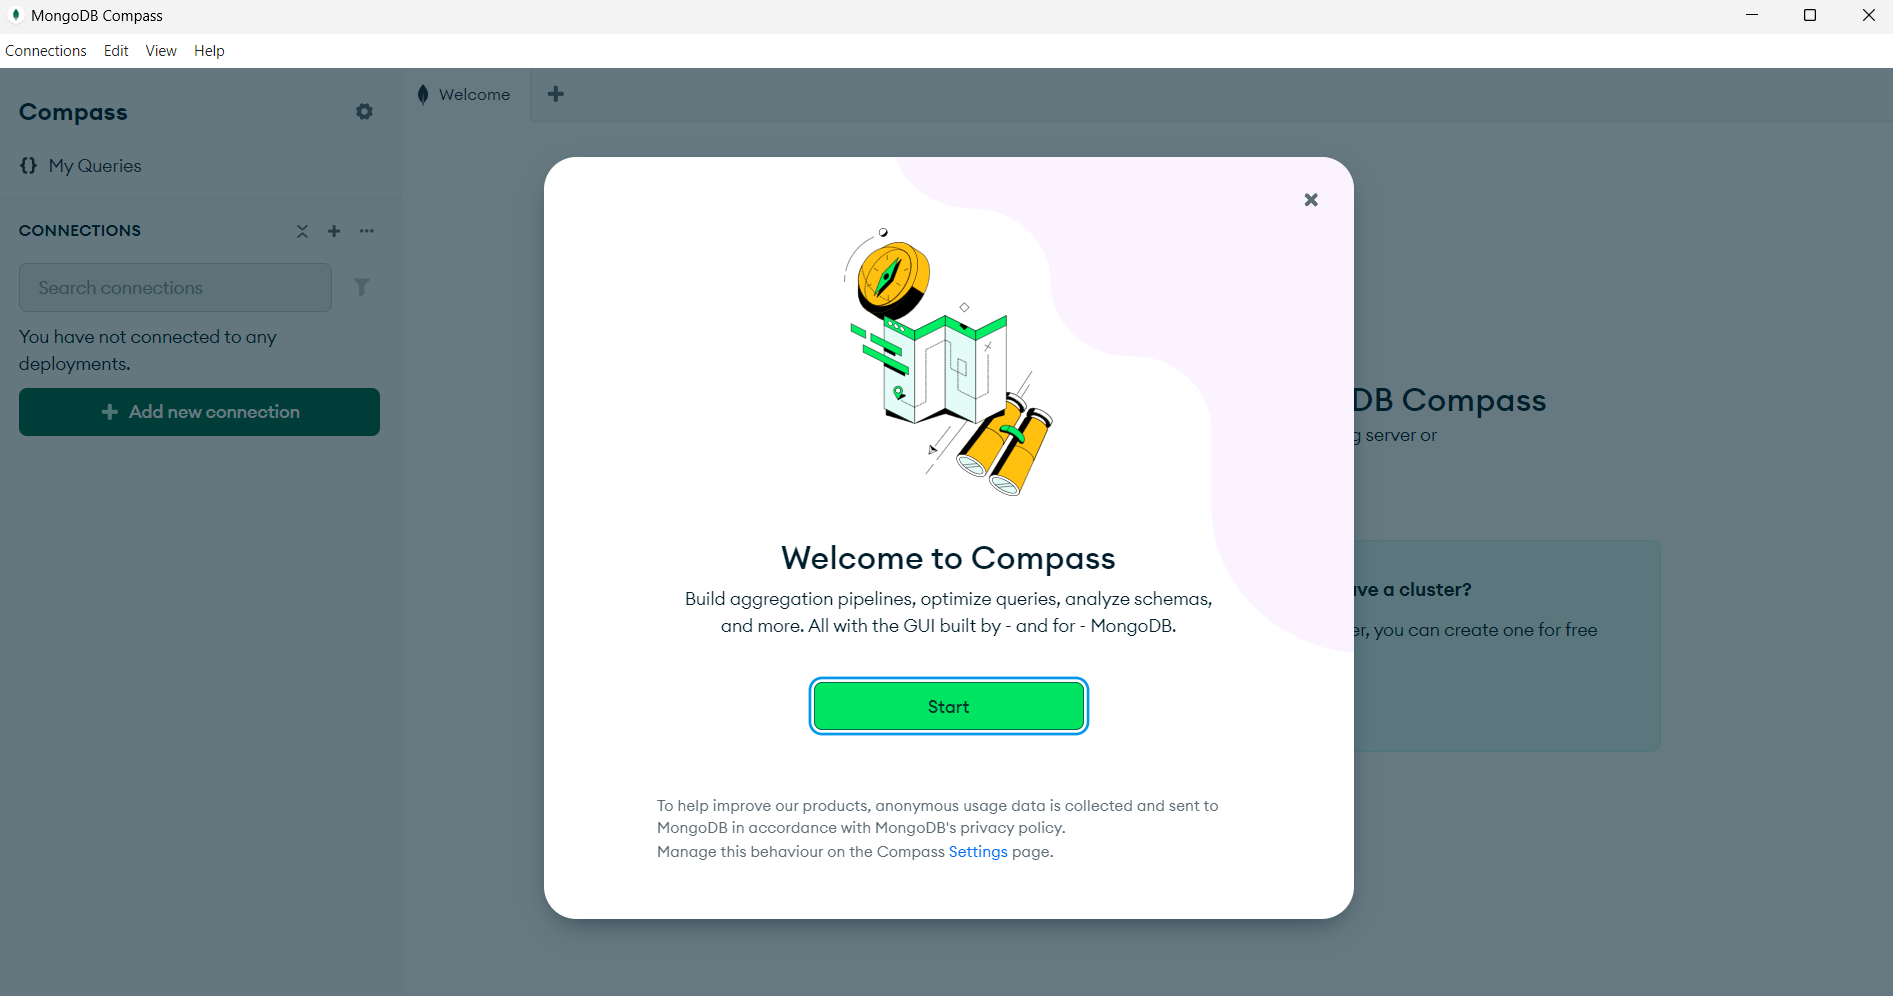 MongoDB Compass
Connections Edit View Help
Compass
Welcome
My Queries
CONNECTIONS
Search connections
You have not connected to any
deployments.
Add new connection
Welcome to Compass
Build aggregation pipelines, optimize queries, analyze schemas,
and more. All with the GUI built by - and for - MongoDB.
Start
To help improve our products, anonymous usage data is collected and sent to
MongoDB in accordance with MongoDB's privacy policy.
Manage this behaviour on the Compass Settings page.
DB Compass
server or
a cluster?
you can create one for free